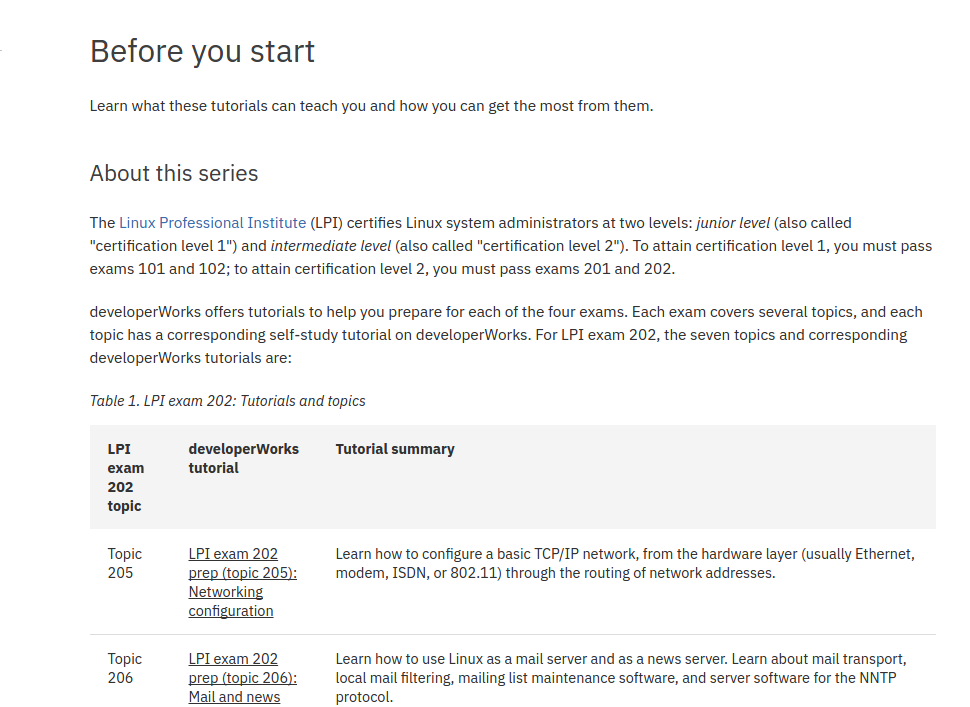 Before you start
Learn what these tutorials can teach you and how you can get the most from them.
About this series
The Linux Professional Institute (LPI) certifies Linux system administrators at two levels: junior level (also called
"certification level 1") and intermediate level (also called "certification level 2"). To attain certification level 1, you must pass
exams 101 and 102; to attain certification level 2, you must pass exams 201 and 202.
developerWorks offers tutorials to help you prepare for each of the four exams. Each exam covers several topics, and each
topic has a corresponding self-study tutorial on developerWorks. For LPI exam 202, the seven topics and corresponding
developerWorks tutorials are:
Table 1. LPI exam 202: Tutorials and topics
LPI
exam
202
topic
developerWorks
tutorial
Tutorial summary
Topic
205
LPI exam 202
prep (topic 205):
Networking
configuration
Learn how to configure a basic TCP/IP network, from the hardware layer (usually Ethernet,
modem, ISDN, or 802.11) through the routing of network addresses.
Topic
206
LPI exam 202
prep (topic 206):
Mail and news
Learn how to use Linux as a mail server and as a news server. Learn about mail transport,
local mail filtering, mailing list maintenance software, and server software for the NNTP
protocol.